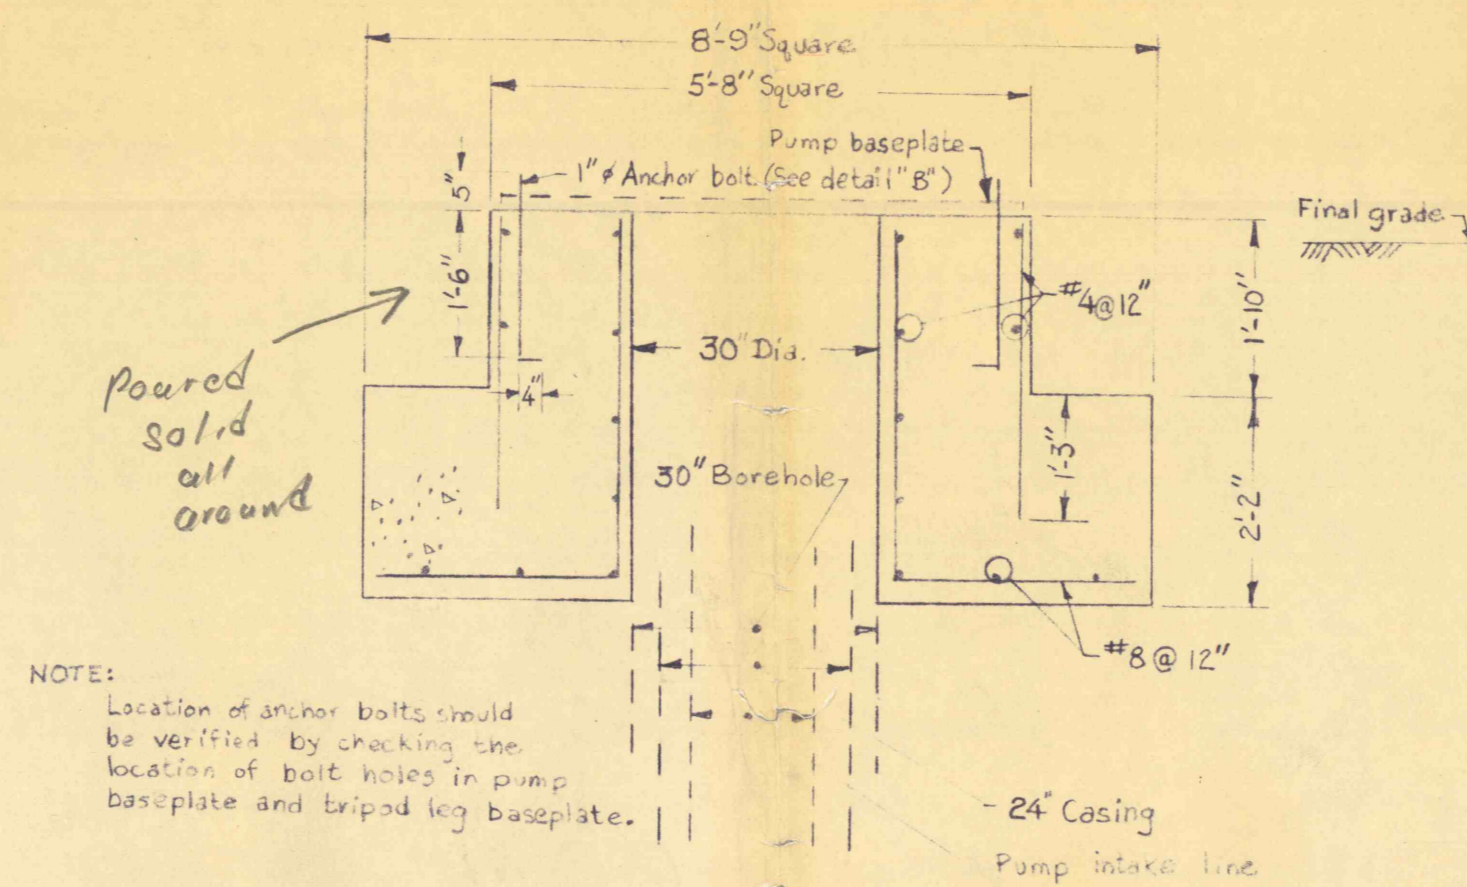 8'-9" Square
5'-8" Square
Pump baseplate
1" ø Anchor bolt (See detail "B")
5"
Final grade
1'-6"
#4@12"
1'-10"
30" Dia.
Poured
solid
all
around
4"
1'-3"
30" Borehole
2'-2"
#8 @ 12"
NOTE:
Location of anchor bolts should
be verified by checking the
location of bolt holes in pump
baseplate and tripod leg baseplate.
24" Casing
Pump intake line